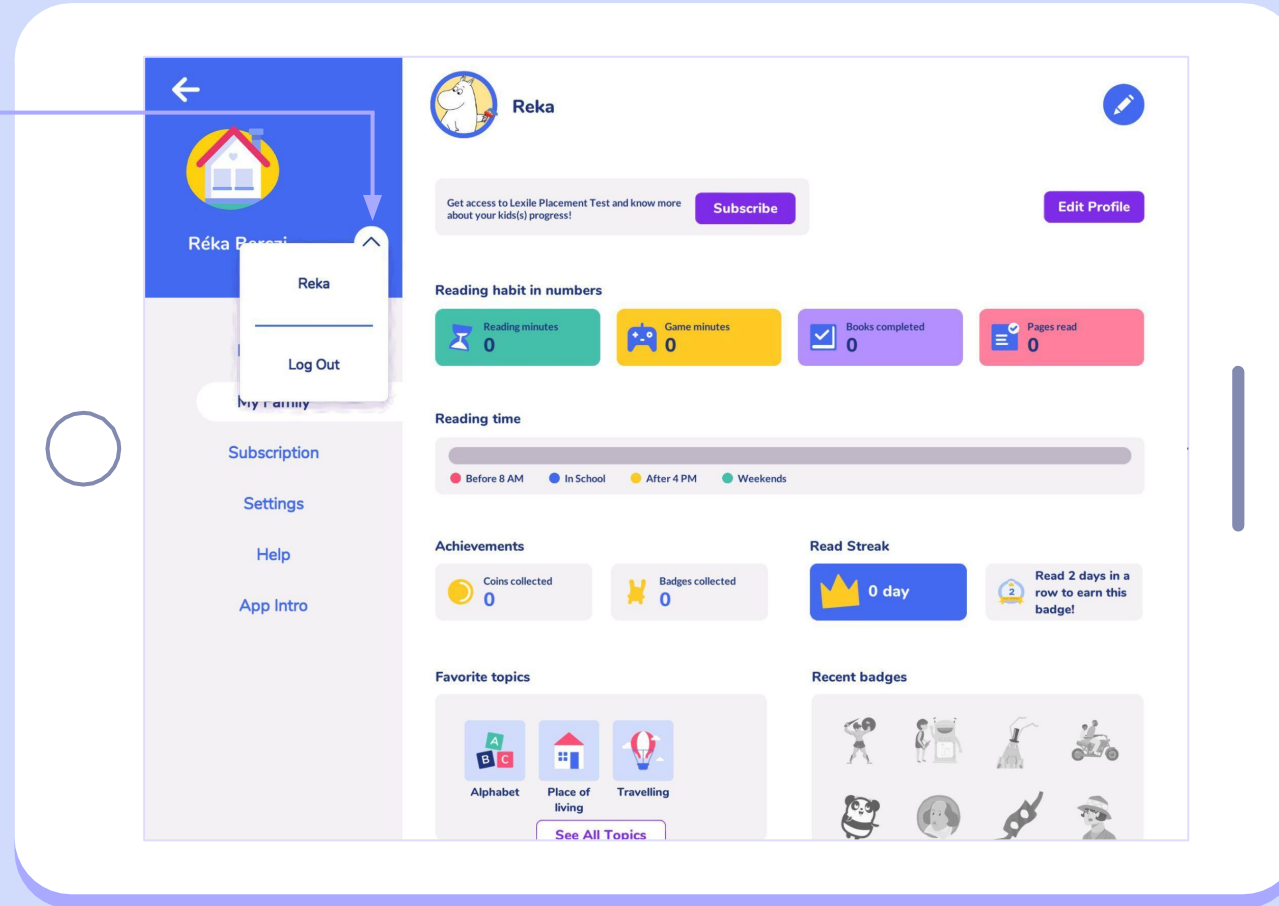 Reka
Get access to Lexile Placement Test and know more
about your kids(s) progress!
Subscribe
Edit Profile
Réka
Reka
Log Out
My Family
Subscription
Settings
Help
App Intro
Reading habit in numbers
Reading minutes
0
Game minutes
0
Books completed
0
Pages read
0
Reading time
Before 8 AM
In School
After 4 PM
Weekends
Achievements
Coins collected
0
Badges collected
0
Read Streak
0 day
2
Read 2 days in a
row to earn this
badge!
Favorite topics
A
B C
Alphabet
Place of
living
Travelling
See All Topics
Recent badges